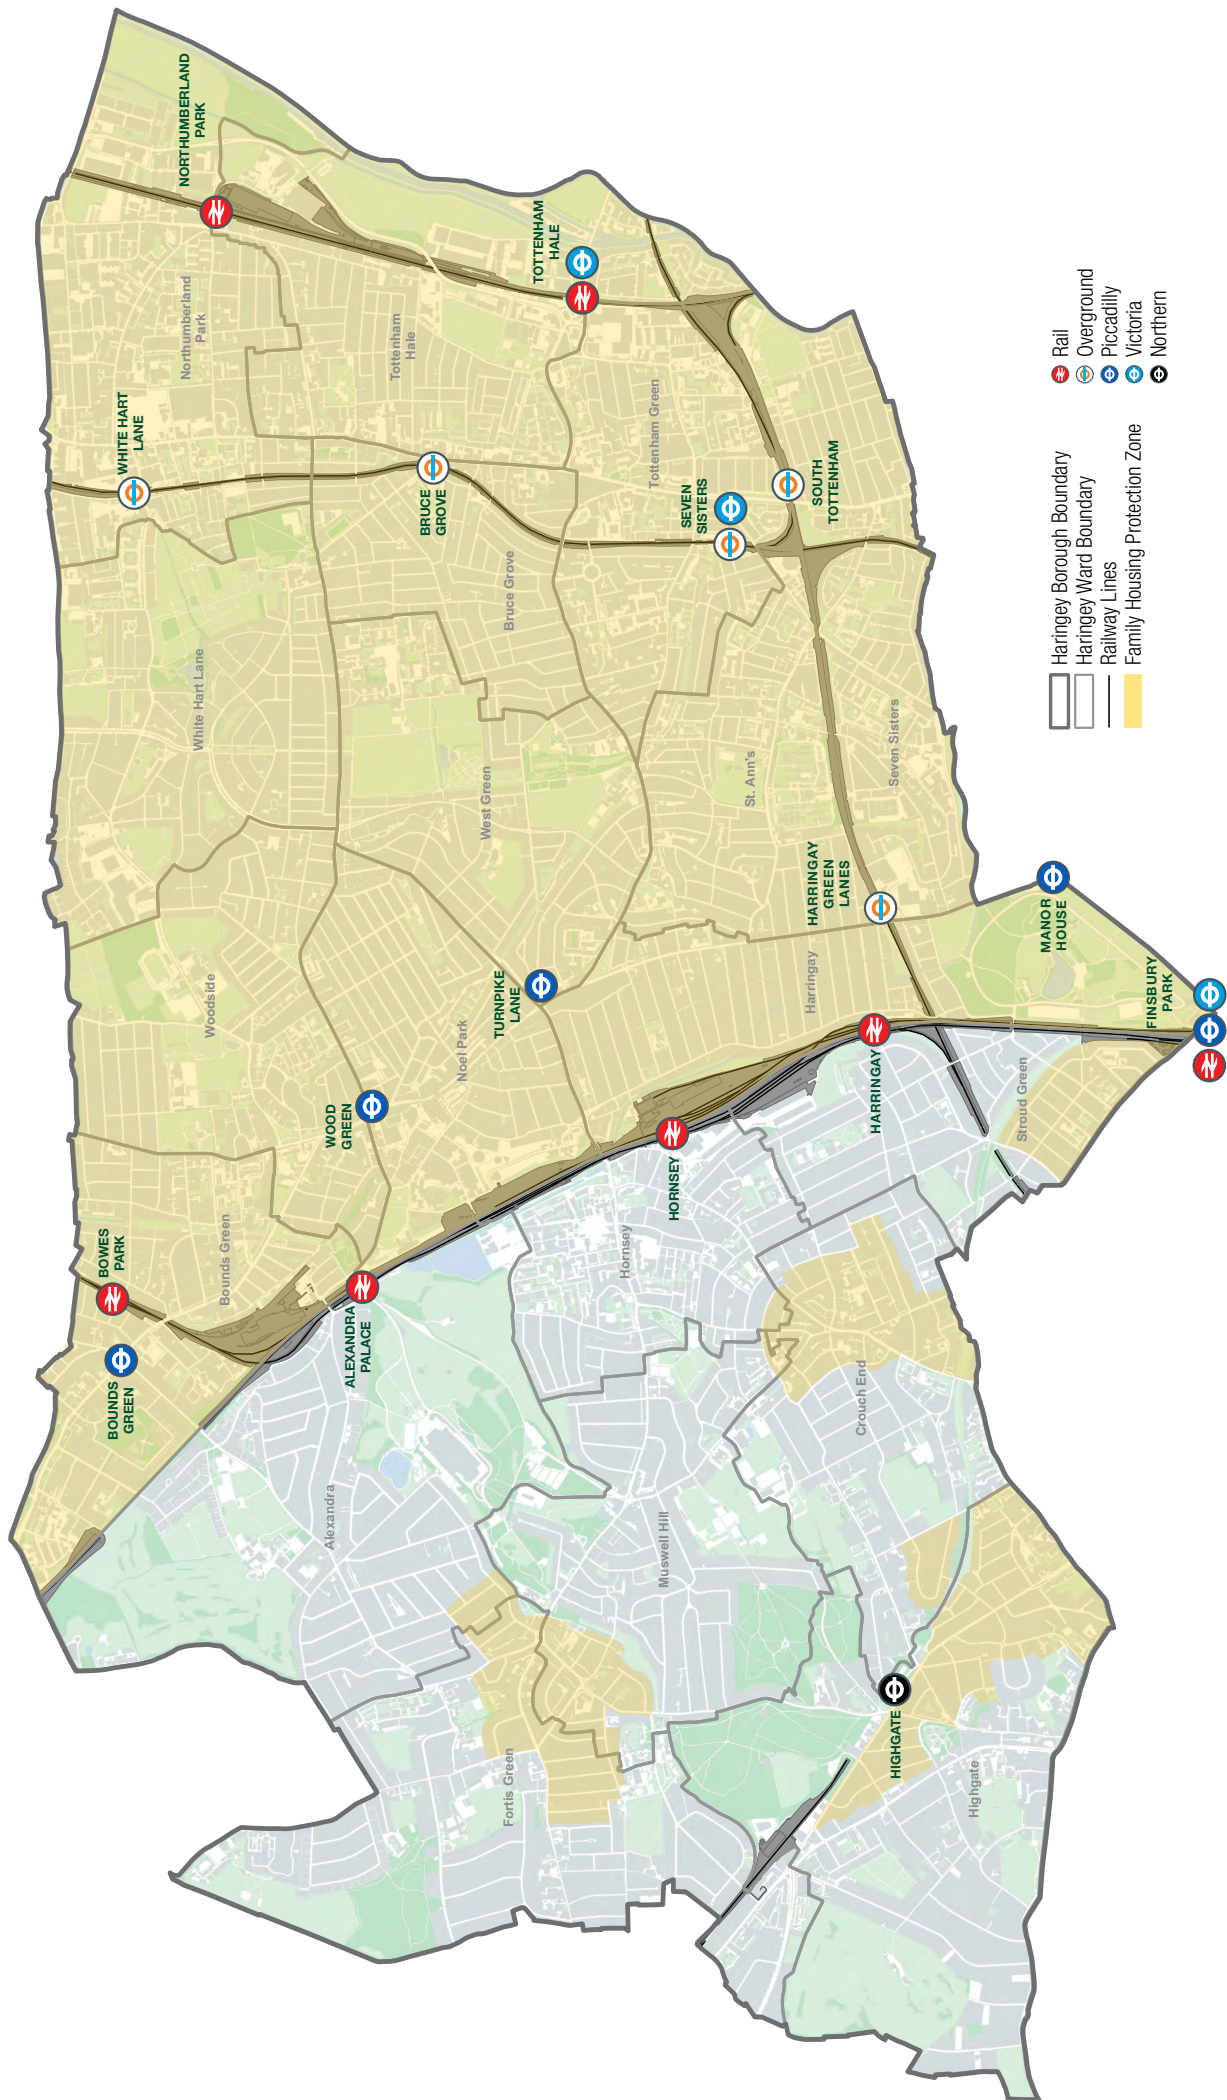 NORTHUMBERLAND
PARK
Northumberland
Park
WHITE HART
LANE
TOTTENHAM
HALE
Tottenham
Hale
BRUCE
GROVE
Tottenham Green
SEVEN
SISTERS
SOUTH
TOTTENHAM
Bruce Grove
White Hart Lane
West Green
St. Ann's
Seven Sisters
HARRINGAY
GREEN
LANES
MANOR
HOUSE
FINSBURY
PARK
Woodside
TURNPIKE
LANE
Harringay
Noel Park
WOOD
GREEN
HARRINGAY
Stroud Green
HORNSEY
Hornsey
BOWES
PARK
Bounds Green
BOUNDS
GREEN
ALEXANDRA
PALACE
Crouch End
Alexandra
Muswell Hill
HIGHGATE
Highgate
Fortis Green
Haringey Borough Boundary
Haringey Ward Boundary
Railway Lines
Family Housing Protection Zone
Rail
Overground
Piccadilly
Victoria
Northern